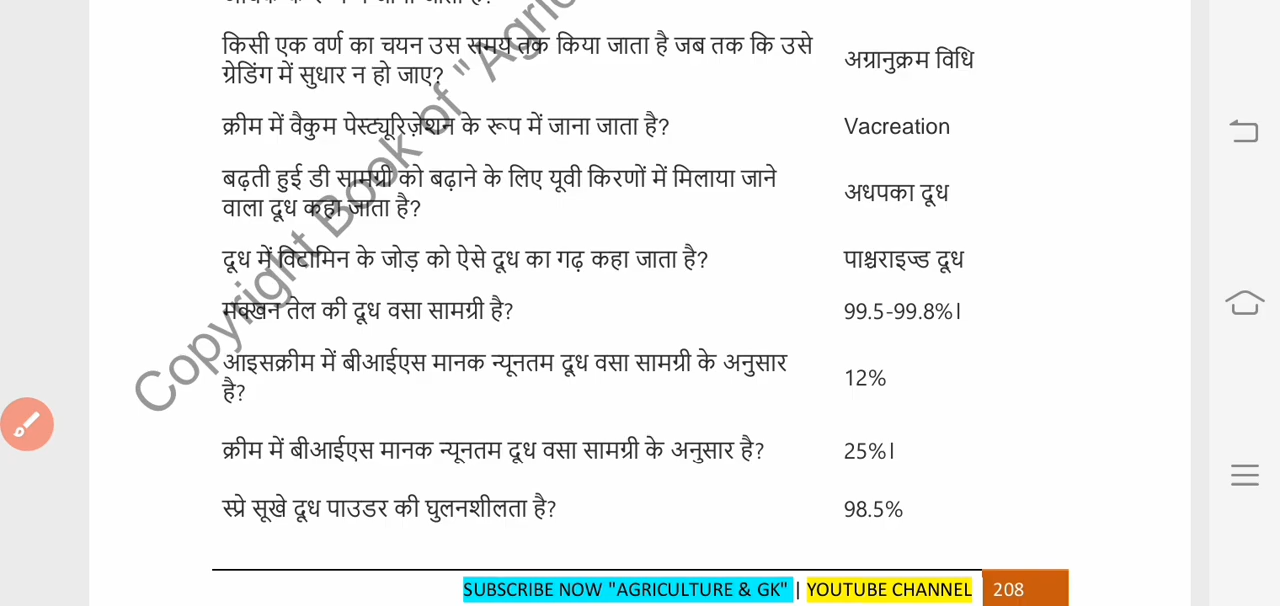 किसी एक वर्ण का चयन उस समय तक किया जाता है जब तक कि उसे
ग्रेडिंग में सुधार न हो जाए?
अग्रानुक्रम विधि
क्रीम में वैकुम पेस्ट्यूरिज़ेशन के रूप में जाना जाता है?
Vacreation
बढ़ती हुई डी सामग्री को बढ़ाने के लिए यूवी किरणों में मिलाया जाने
वाला दूध कहा जाता है?
अधपका दूध
दूध में विटामिन के जोड़ को ऐसे दूध का गढ़ कहा जाता है?
पाश्चराइज्ड दूध
मक्खन तेल की दूध वसा सामग्री है?
99.5-99.8%।
आइसक्रीम में बीआईएस मानक न्यूनतम दूध वसा सामग्री के अनुसार
है?
12%
क्रीम में बीआईएस मानक न्यूनतम दूध वसा सामग्री के अनुसार है?
25%।
स्प्रे सूखे दूध पाउडर की घुलनशीलता है?
98.5%
Copyright Book of "Agric
SUBSCRIBE NOW "AGRICULTURE & GK" | YOUTUBE CHANNEL 208